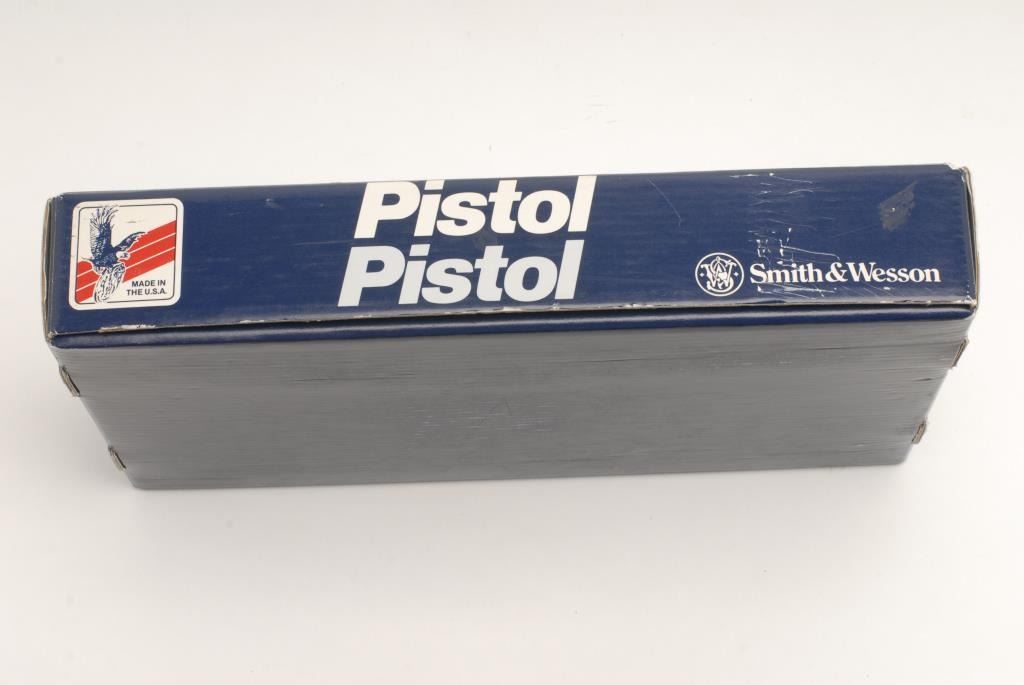 Pistol
Pistol
MADE IN
THE U.S.A.
Smith & Wesson